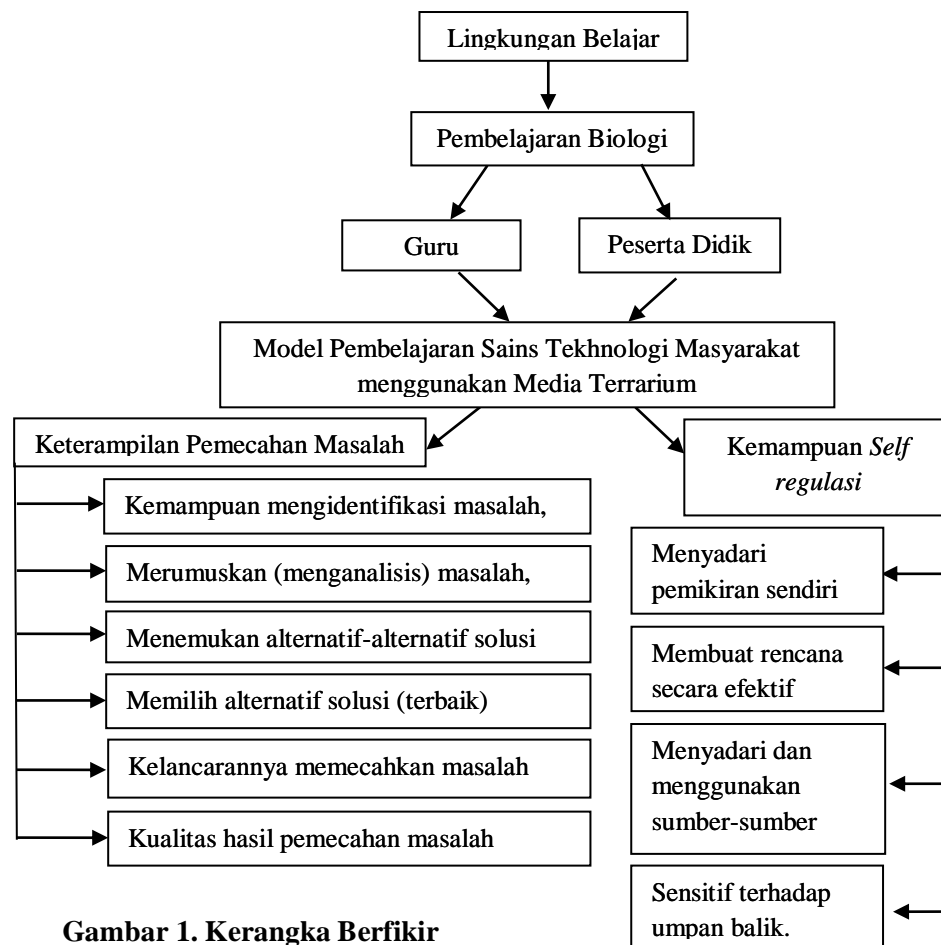 Lingkungan Belajar
Pembelajaran Biologi
Guru
Peserta Didik
Model Pembelajaran Sains Tekhnologi Masyarakat
menggunakan Media Terrarium
Keterampilan Pemecahan Masalah
Kemampuan mengidentifikasi masalah,
Merumuskan (menganalisis) masalah,
Menemukan alternatif-alternatif solusi
Memilih alternatif solusi (terbaik)
Kelancarannya memecahkan masalah
Kualitas hasil pemecahan masalah
Kemampuan Self
regulasi
Menyadari
pemikiran sendiri
Membuat rencana
secara efektif
Menyadari dan
menggunakan
sumber-sumber
Sensitif terhadap
umpan balik.
Gambar 1. Kerangka Berfikir